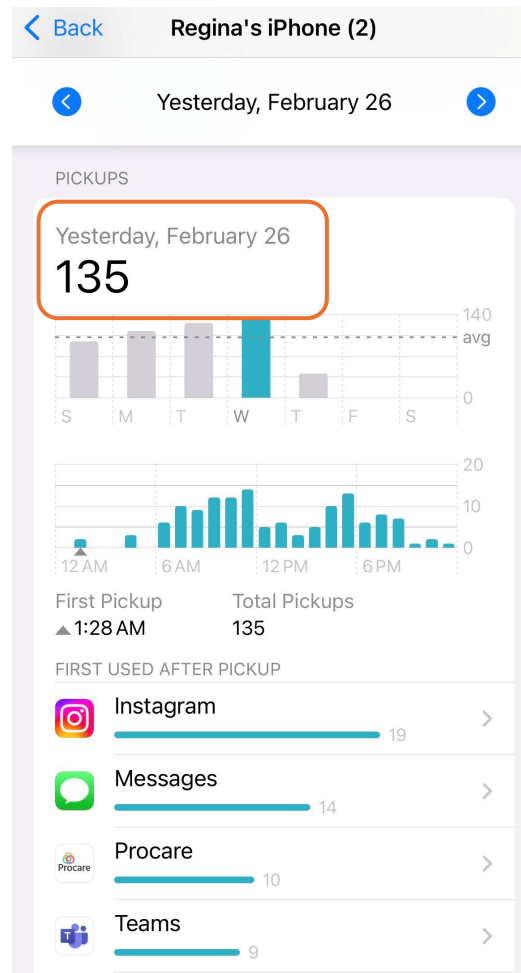 Back Regina's iPhone (2)
Yesterday, February 26
PICKUPS
Yesterday, February 26
135
140
avg
0
S M T W T F S
20
10
0
12 AM 6 AM 12 PM 6 PM
First Pickup Total Pickups
1:28 AM 135
FIRST USED AFTER PICKUP
Instagram
19
Messages
14
Procare
Procare
10
Teams
T
9